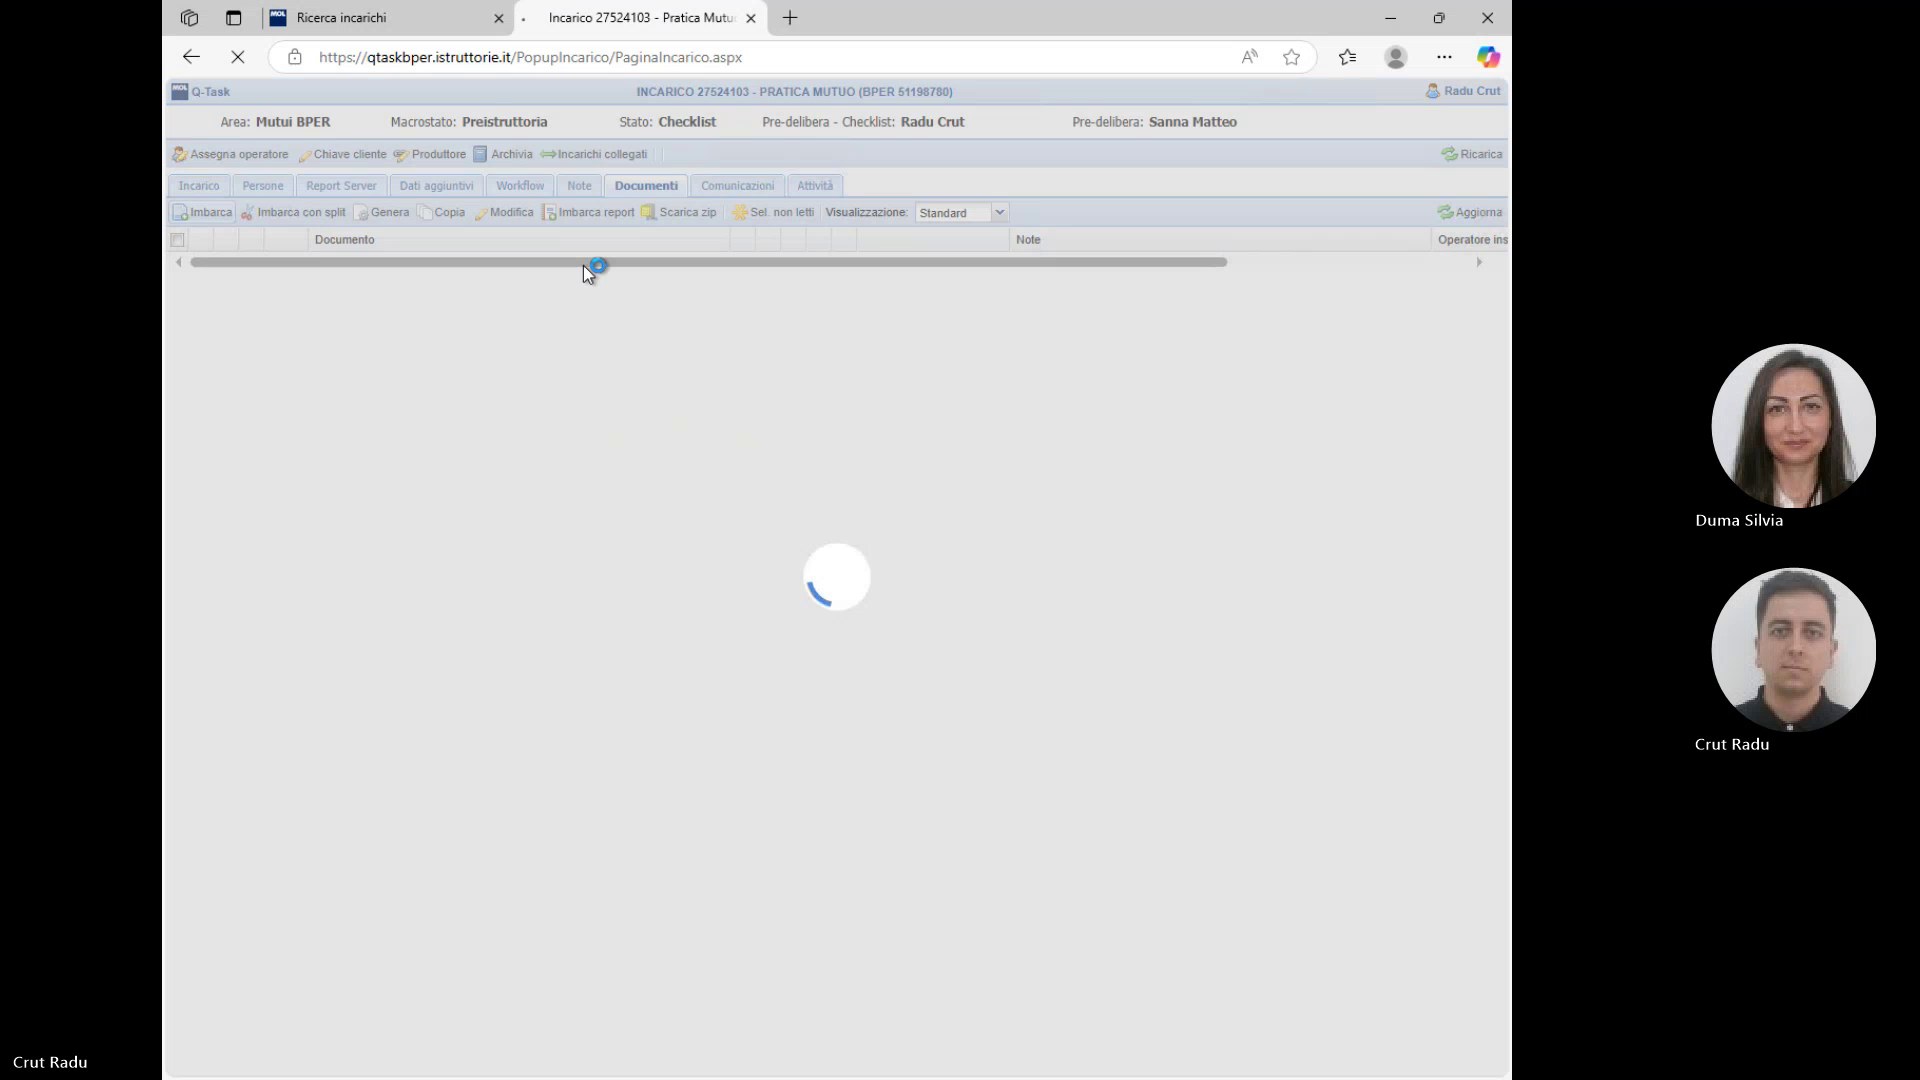 MOL Ricerca incarichi
Incarico 27524103 - Pratica Mutu
https://qtaskbper.istruttorie.it/PopupIncarico/PaginaIncarico.aspx
MOL Q-Task INCARICO 27524103 - PRATICA MUTUO (BPER 51198780) Radu Crut
Area: Mutui BPER Macrostato: Preistruttoria Stato: Checklist Pre-delibera - Checklist: Radu Crut Pre-delibera: Sanna Matteo
Assegna operatore Chiave cliente Produttore Archivia Incarichi collegati Ricarica
Incarico Persone Report Server Dati aggiuntivi Workflow Note Documenti Comunicazioni Attività
Imbarca Imbarca con split Genera Copia Modifica Imbarca report Scarica zip Sel. non letti Visualizzazione: Standard Aggiorna
Documento Note Operatore ins
Duma Silvia
Crut Radu
Crut Radu